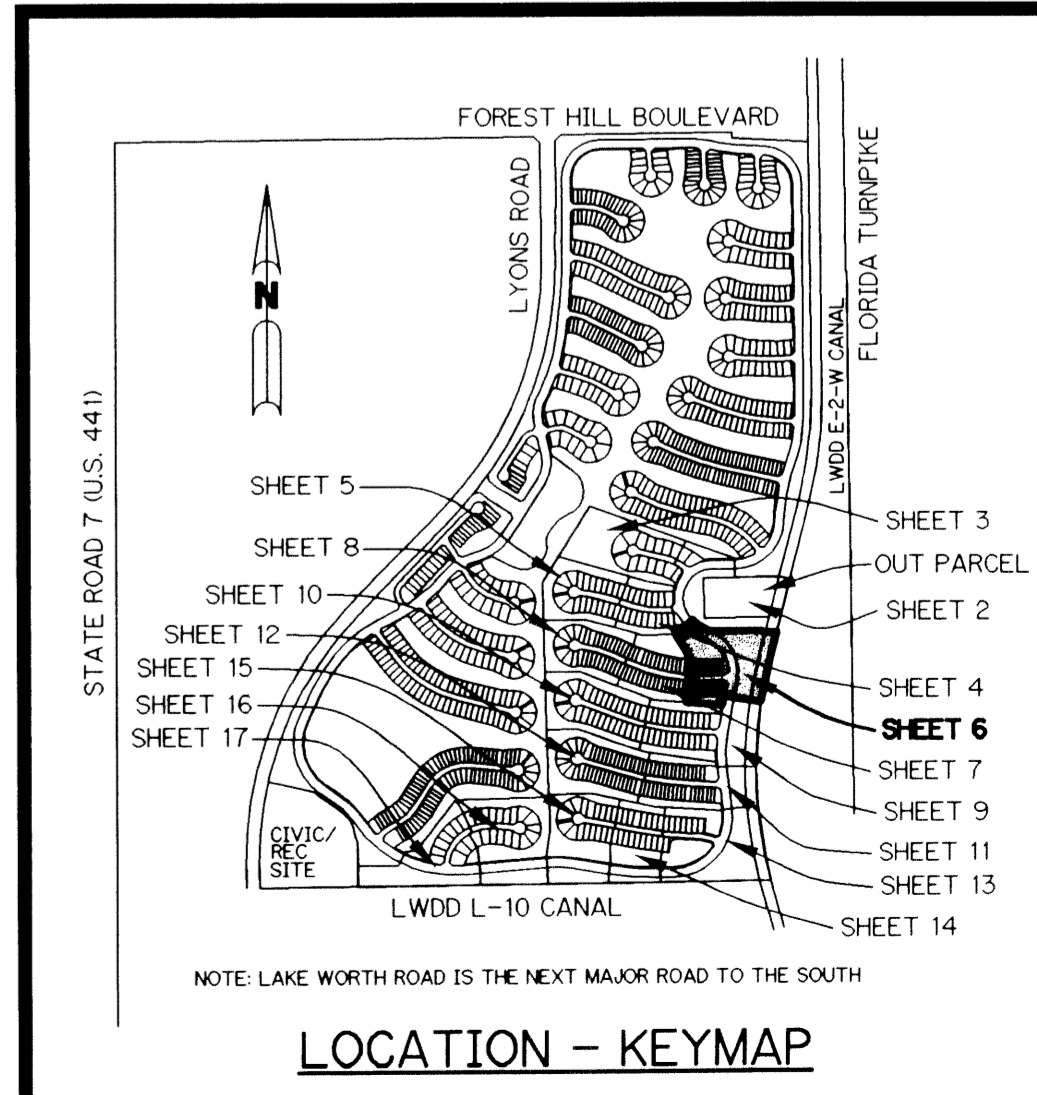 FOREST HILL BOULEVARD
LYONS ROAD
FLORIDA TURNPIKE
N
LWDD E-2-W CANAL
STATE ROAD 7 (U.S. 441)
SHEET 5
SHEET 8
SHEET 10
SHEET 12
SHEET 15
SHEET 16
SHEET 17
SHEET 3
OUT PARCEL
SHEET 2
SHEET 4
SHEET 6
SHEET 7
SHEET 9
SHEET 11
SHEET 13
SHEET 14
CIVIC/
REC
SITE
LWDD L-10 CANAL
NOTE: LAKE WORTH ROAD IS THE NEXT MAJOR ROAD TO THE SOUTH
LOCATION - KEYMAP